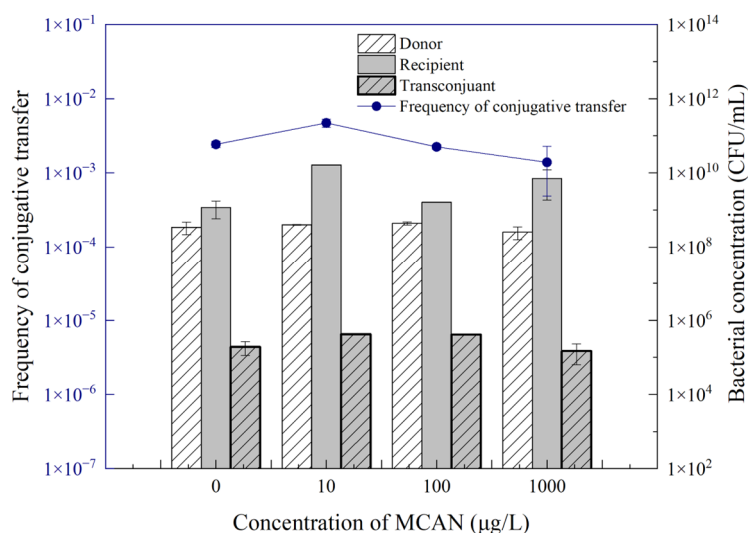 Frequency of conjugative transfer
1×10⁻¹
1×10⁻²
1×10⁻³
1×10⁻⁴
1×10⁻⁵
1×10⁻⁶
1×10⁻⁷
Donor
Recipient
Transconjuant
Frequency of conjugative transfer
1×10¹⁴
1×10¹²
1×10¹⁰
1×10⁸
1×10⁶
1×10⁴
1×10²
Bacterial concentration (CFU/mL)
0 10 100 1000
Concentration of MCAN (μg/L)